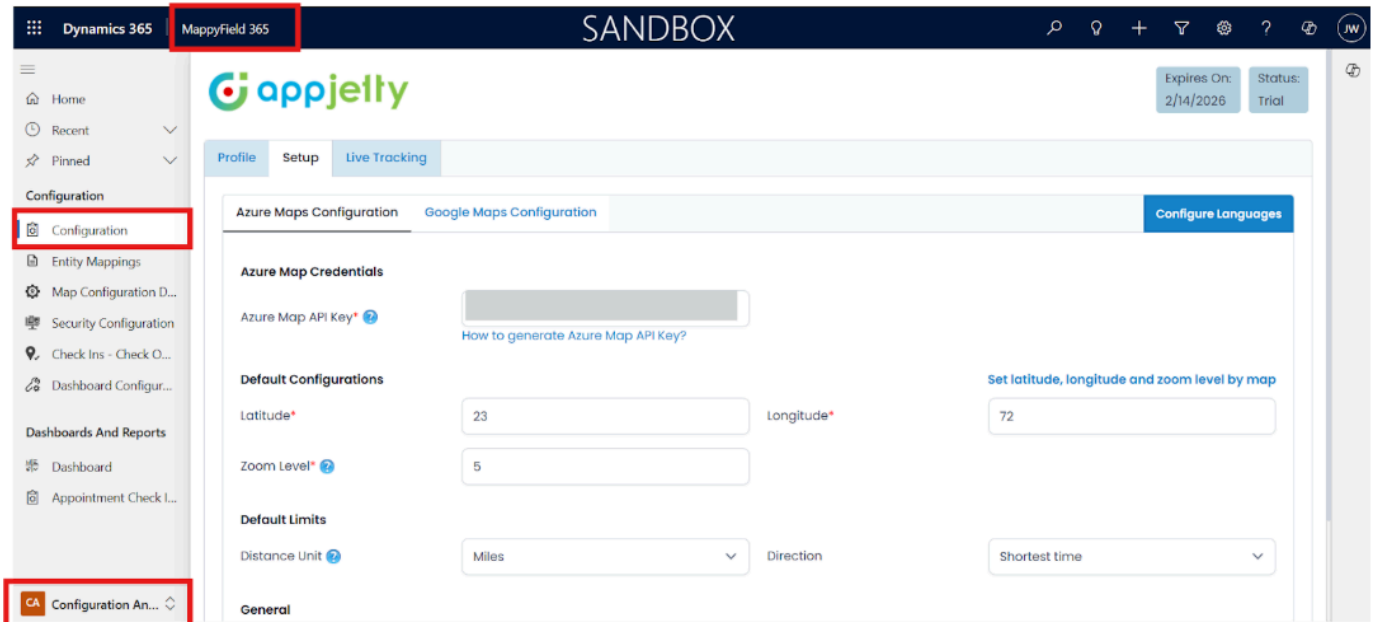 Dynamics 365
MappyField 365
SANDBOX
JW
Home
Recent
Pinned
Configuration
Configuration
Entity Mappings
Map Configuration D...
Security Configuration
Check Ins - Check O...
Dashboard Configur...
Dashboards And Reports
Dashboard
Appointment Check I...
CA Configuration An...
appjetty
Expires On: Status:
2/14/2026 Trial
Profile Setup Live Tracking
Azure Maps Configuration Google Maps Configuration Configure Languages
Azure Map Credentials
Azure Map API Key* ?
How to generate Azure Map API Key?
Default Configurations Set latitude, longitude and zoom level by map
Latitude* 23 Longitude* 72
Zoom Level* ? 5
Default Limits
Distance Unit ? Miles Direction Shortest time
General